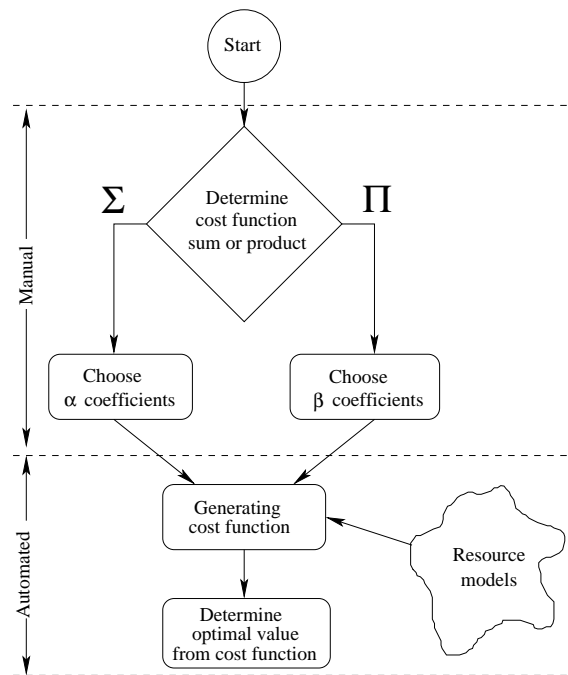 Start
Manual
Σ
Π
Determine
cost function
sum or product
Choose
α coefficients
Choose
β coefficients
Automated
Generating
cost function
Resource
models
Determine
optimal value
from cost function